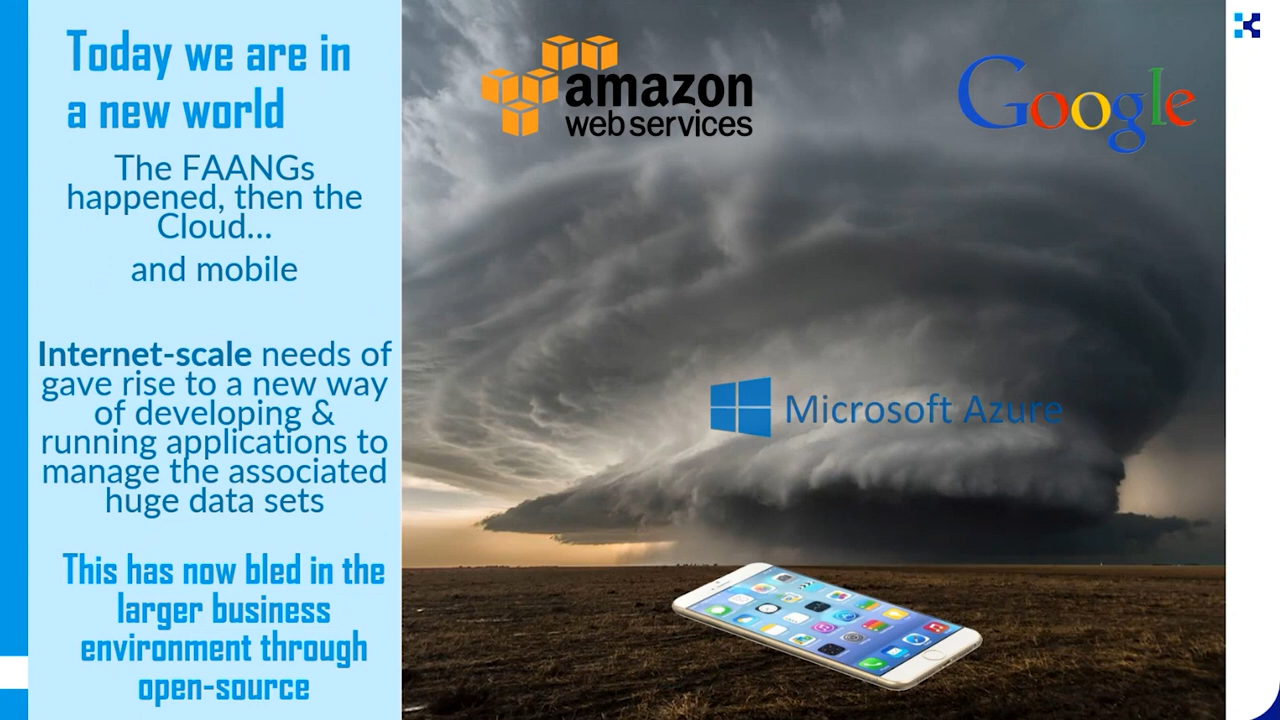 Today we are in
a new world
The FAANGs
happened, then the
Cloud...
and mobile
Internet-scale needs of
gave rise to a new way
of developing &
running applications to
manage the associated
huge data sets
This has now bled in the
larger business
environment through
open-source
amazon
web services
Google
Microsoft Azure